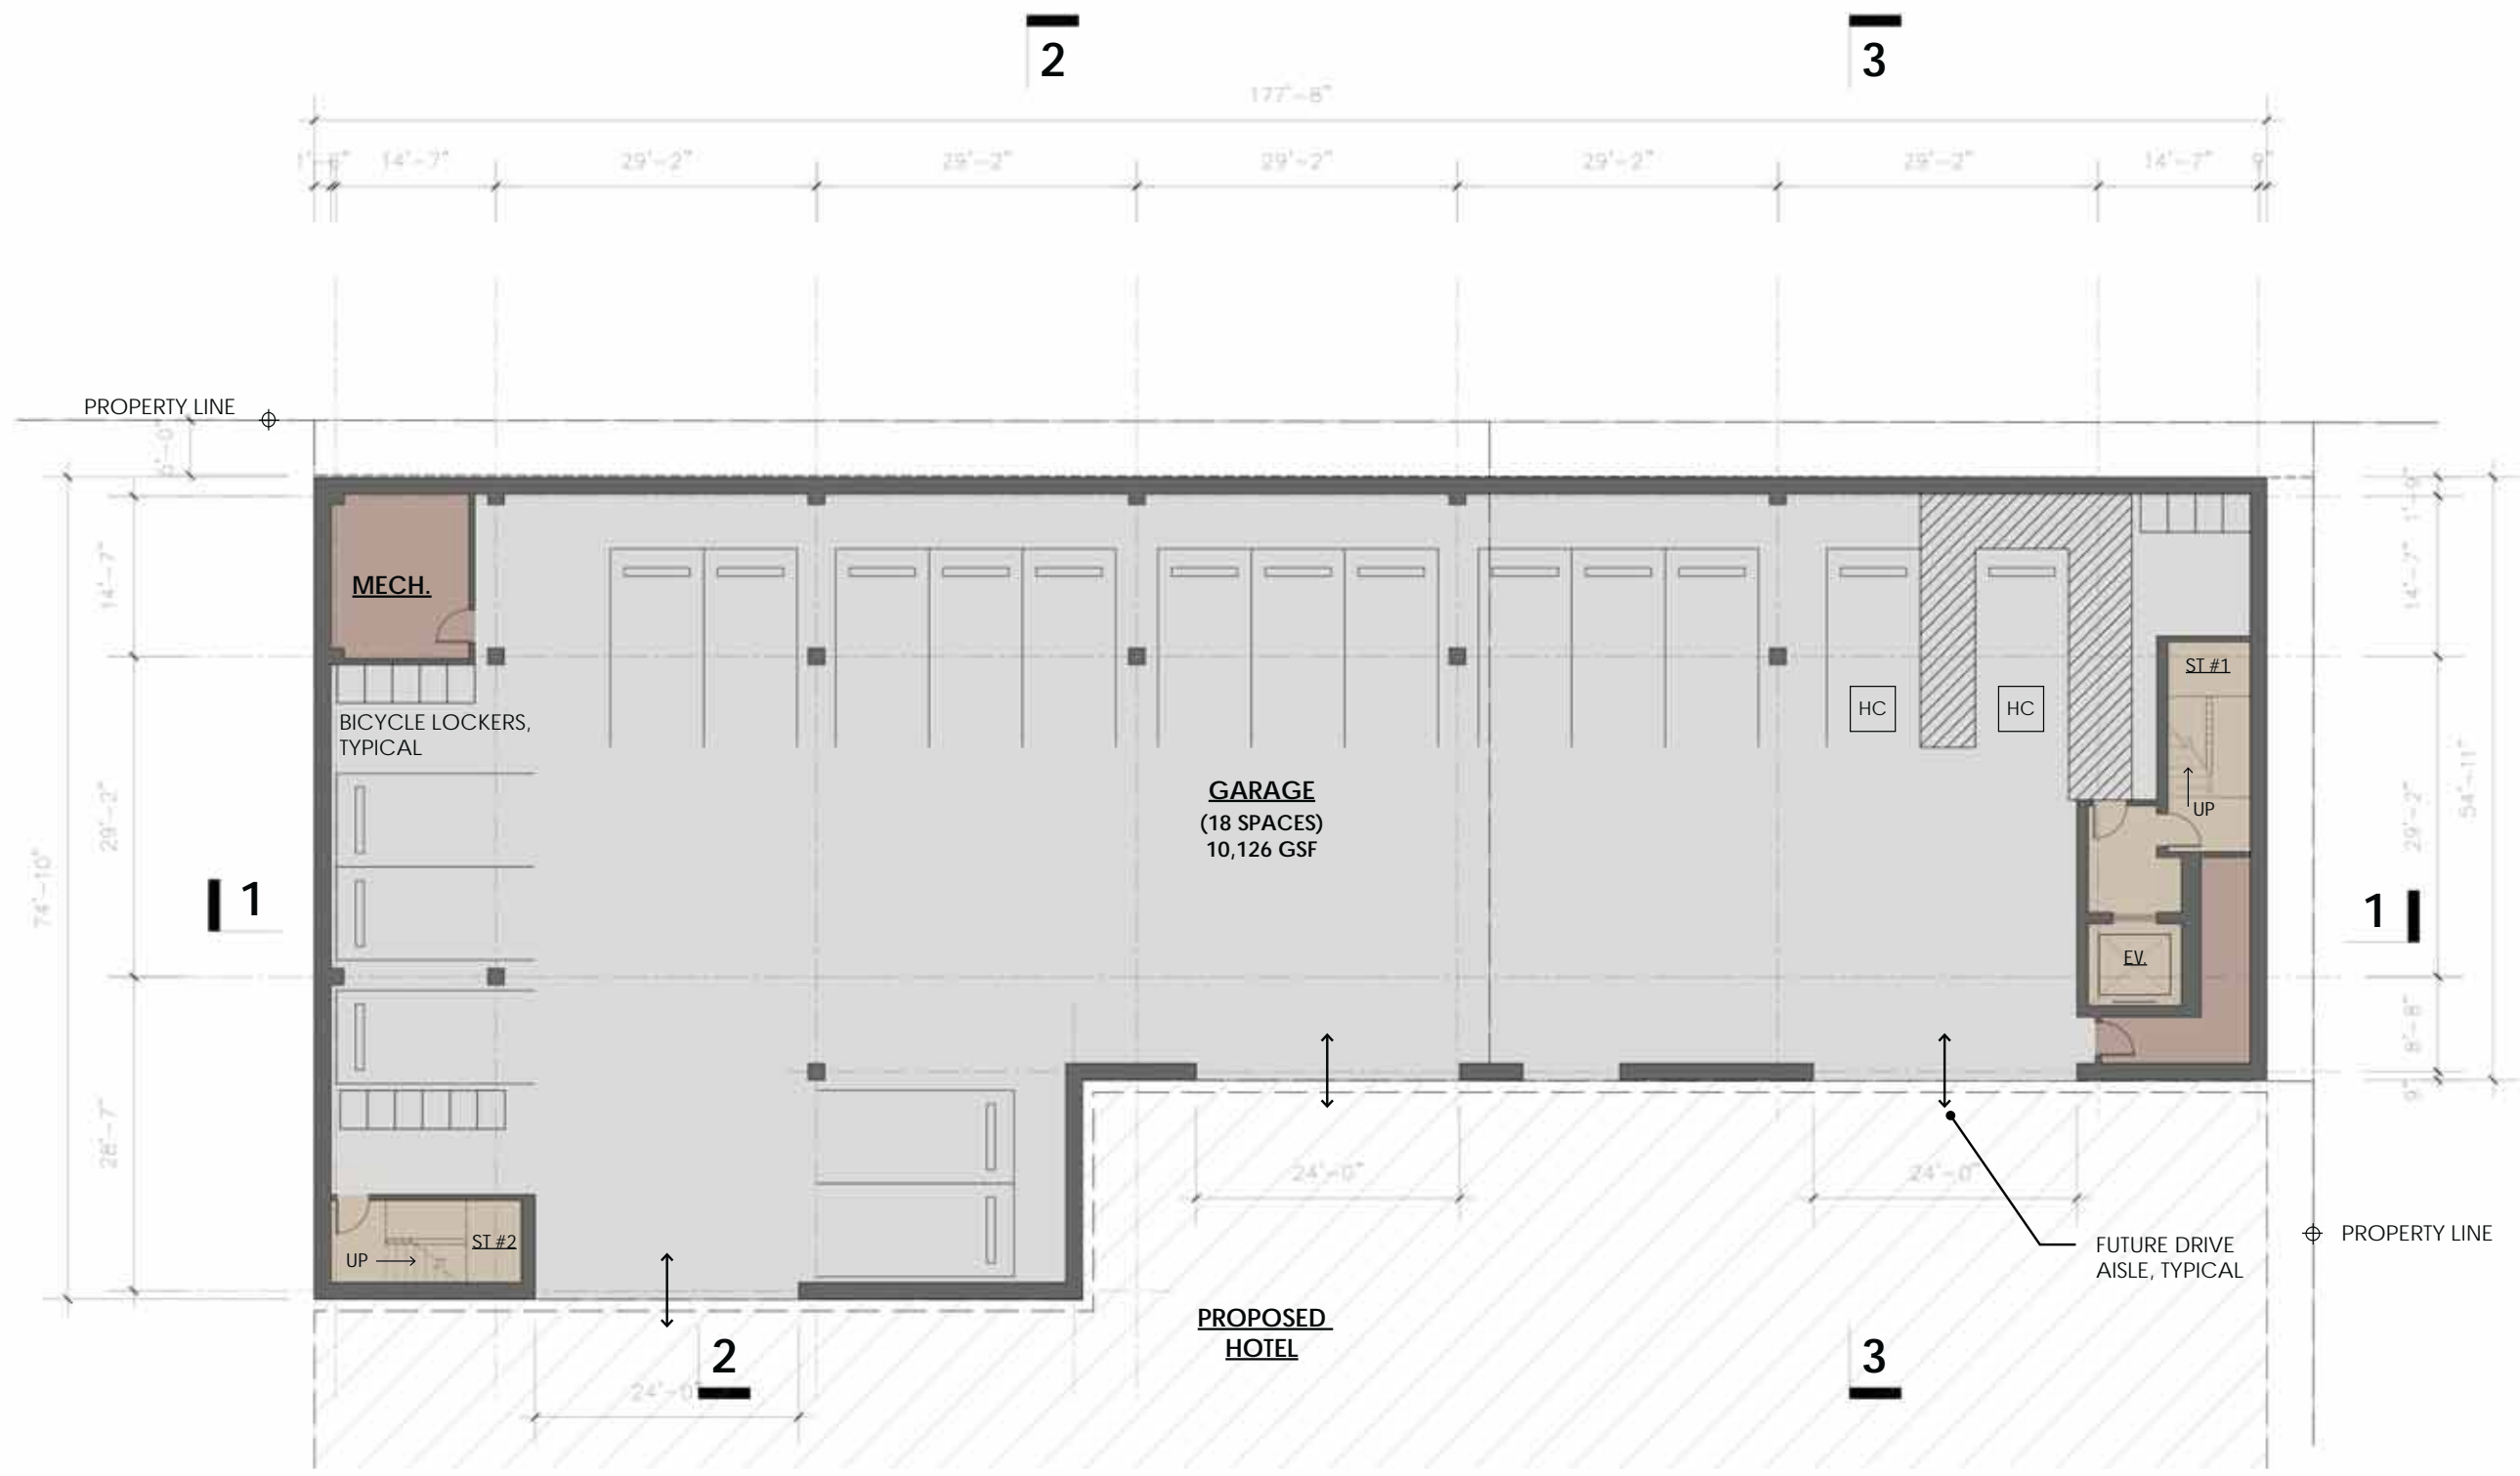 2
3
177'-8"
1'-6"
14'-7"
29'-2"
29'-2"
29'-2"
29'-2"
29'-2"
14'-7"
9"
PROPERTY LINE
1'-9"
14'-7"
14'-7"
MECH.
ST #1
HC
HC
BICYCLE LOCKERS,
TYPICAL
GARAGE
(18 SPACES)
10,126 GSF
UP
29'-2"
29'-2"
54'-11"
74'-10"
1
1
EV.
8'-8"
9"
28'-7"
24'-0"
24'-0"
UP
ST #2
FUTURE DRIVE
AISLE, TYPICAL
PROPERTY LINE
PROPOSED
HOTEL
2
3
24'-0"